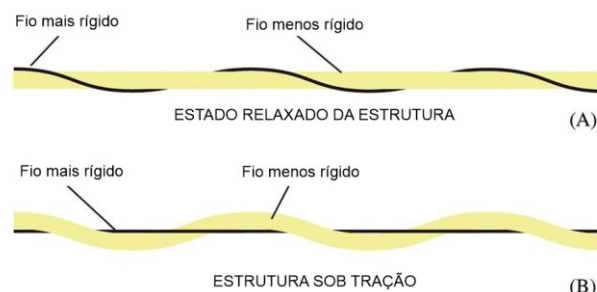 Fio mais rígido
Fio menos rígido
ESTADO RELAXADO DA ESTRUTURA
(A)
Fio mais rígido
Fio menos rígido
ESTRUTURA SOB TRAÇÃO
(B)